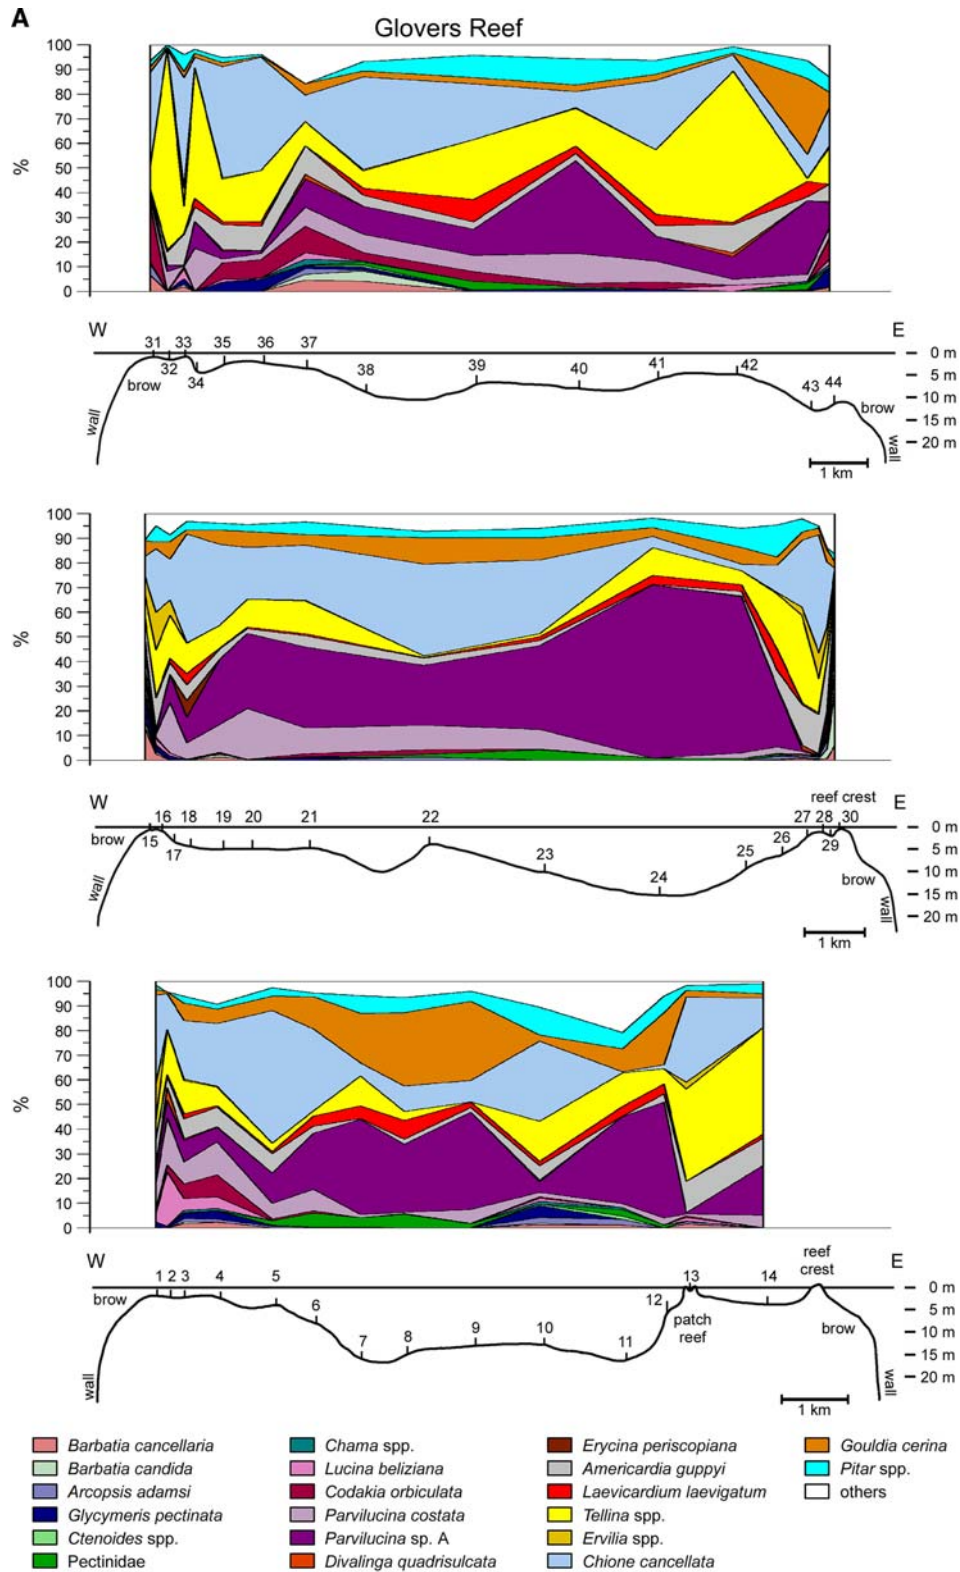 A
Glovers Reef
100
90
80
70
60
50
40
30
20
10
0
%
W
E
31
32
33
34
35
36
37
38
39
40
41
42
43
44
brow
wall
brow
wall
0 m
5 m
10 m
15 m
20 m
1 km
100
90
80
70
60
50
40
30
20
10
0
%
W
E
reef crest
15
16
17
18
19
20
21
22
23
24
25
26
27
28
29
30
brow
wall
brow
wall
0 m
5 m
10 m
15 m
20 m
1 km
100
90
80
70
60
50
40
30
20
10
0
%
W
E
reef
crest
1
2
3
4
5
6
7
8
9
10
11
12
13
14
patch
reef
brow
wall
brow
wall
0 m
5 m
10 m
15 m
20 m
1 km
Barbatia cancellaria
Barbatia candida
Arcopsis adamsi
Glycymeris pectinata
Ctenoides spp.
Pectinidae
Chama spp.
Lucina beliziana
Codakia orbiculata
Parvilucina costata
Parvilucina sp. A
Divalinga quadrisulcata
Erycina periscopiana
Americardia guppyi
Laevicardium laevigatum
Tellina spp.
Ervilia spp.
Chione cancellata
Gouldia cerina
Pitar spp.
others